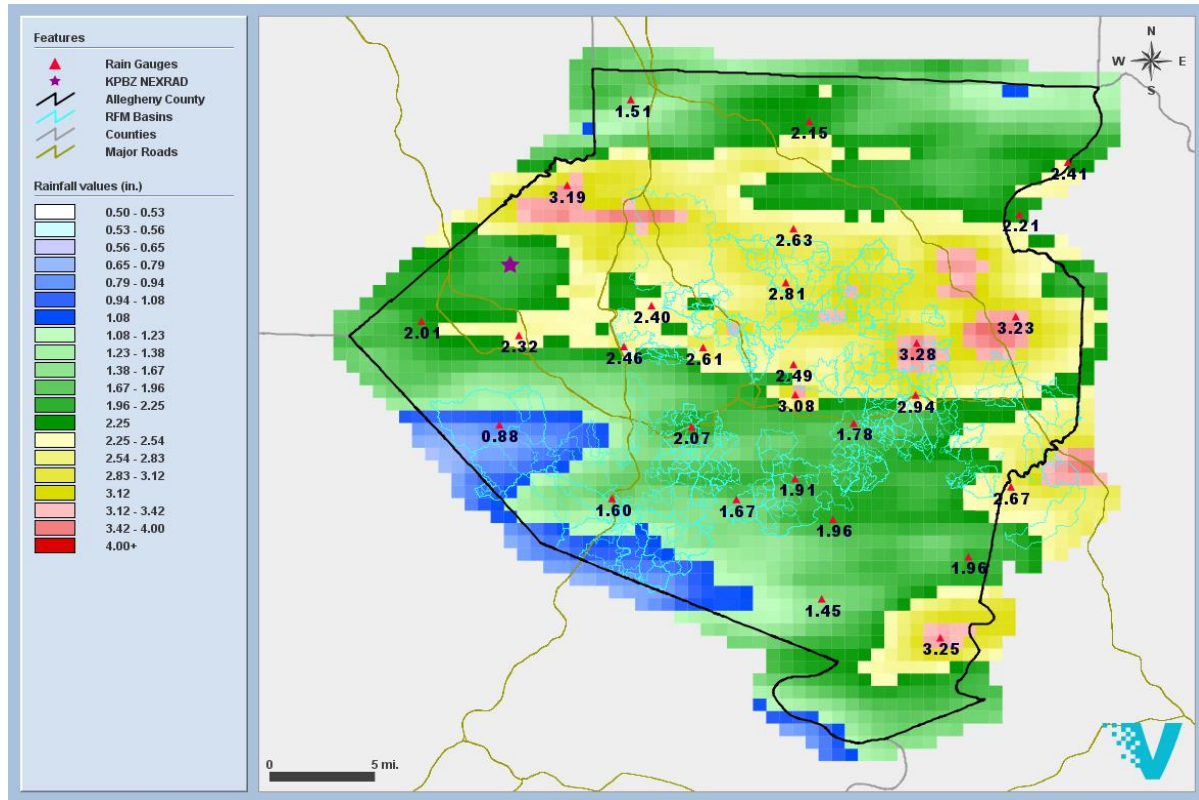 Features
Rain Gauges
KPBZ NEXRAD
Allegheny County
RFM Basins
Counties
Major Roads
Rainfall values (in.)
0.50 - 0.53
0.53 - 0.56
0.56 - 0.65
0.65 - 0.79
0.79 - 0.94
0.94 - 1.08
1.08
1.08 - 1.23
1.23 - 1.38
1.38 - 1.67
1.67 - 1.96
1.96 - 2.25
2.25
2.25 - 2.54
2.54 - 2.83
2.83 - 3.12
3.12
3.12 - 3.42
3.42 - 4.00
4.00+
N
W E
S
1.51
2.15
2.41
3.19
2.21
2.63
2.81
2.40
2.01
3.23
2.32
2.46
2.61
3.28
2.49
3.08
2.94
0.88
2.07
1.78
1.91
2.67
1.60
1.67
1.96
1.96
1.45
3.25
0 5 mi.
V